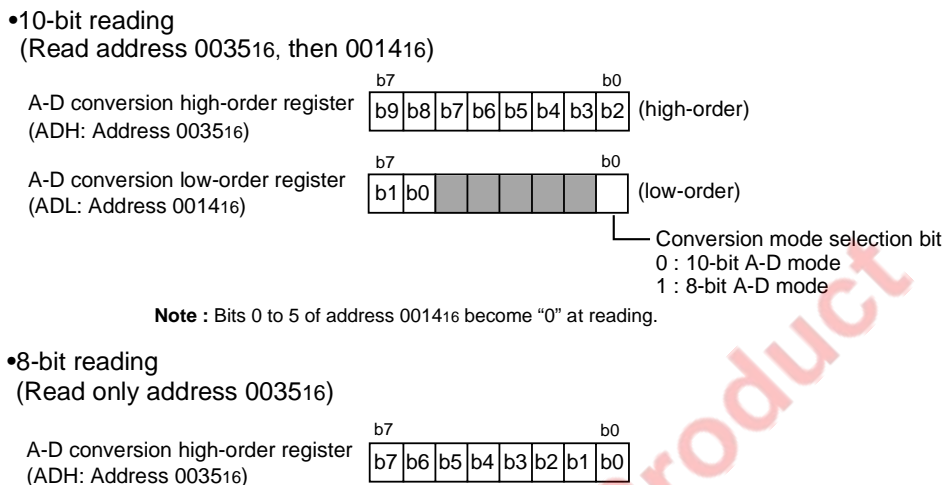 •10-bit reading
(Read address 003516, then 001416)
b7 b0
A-D conversion high-order register
(ADH: Address 003516)
b9 b8 b7 b6 b5 b4 b3 b2 (high-order)
b7 b0
A-D conversion low-order register
(ADL: Address 001416)
b1 b0 (low-order)
Conversion mode selection bit
0 : 10-bit A-D mode
1 : 8-bit A-D mode
Note : Bits 0 to 5 of address 001416 become “0” at reading.
•8-bit reading
(Read only address 003516)
b7 b0
A-D conversion high-order register
(ADH: Address 003516)
b7 b6 b5 b4 b3 b2 b1 b0
roduct